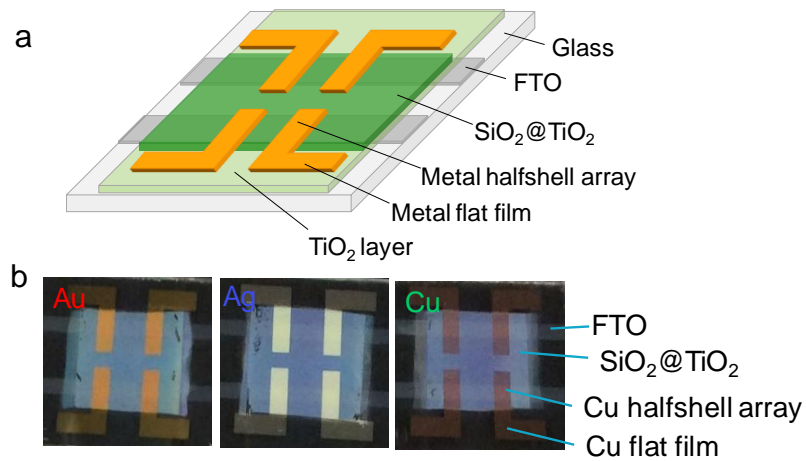 a
Glass
FTO
SiO₂@TiO₂
Metal halfshell array
Metal flat film
TiO₂ layer
b
Au
Ag
Cu
FTO
SiO₂@TiO₂
Cu halfshell array
Cu flat film